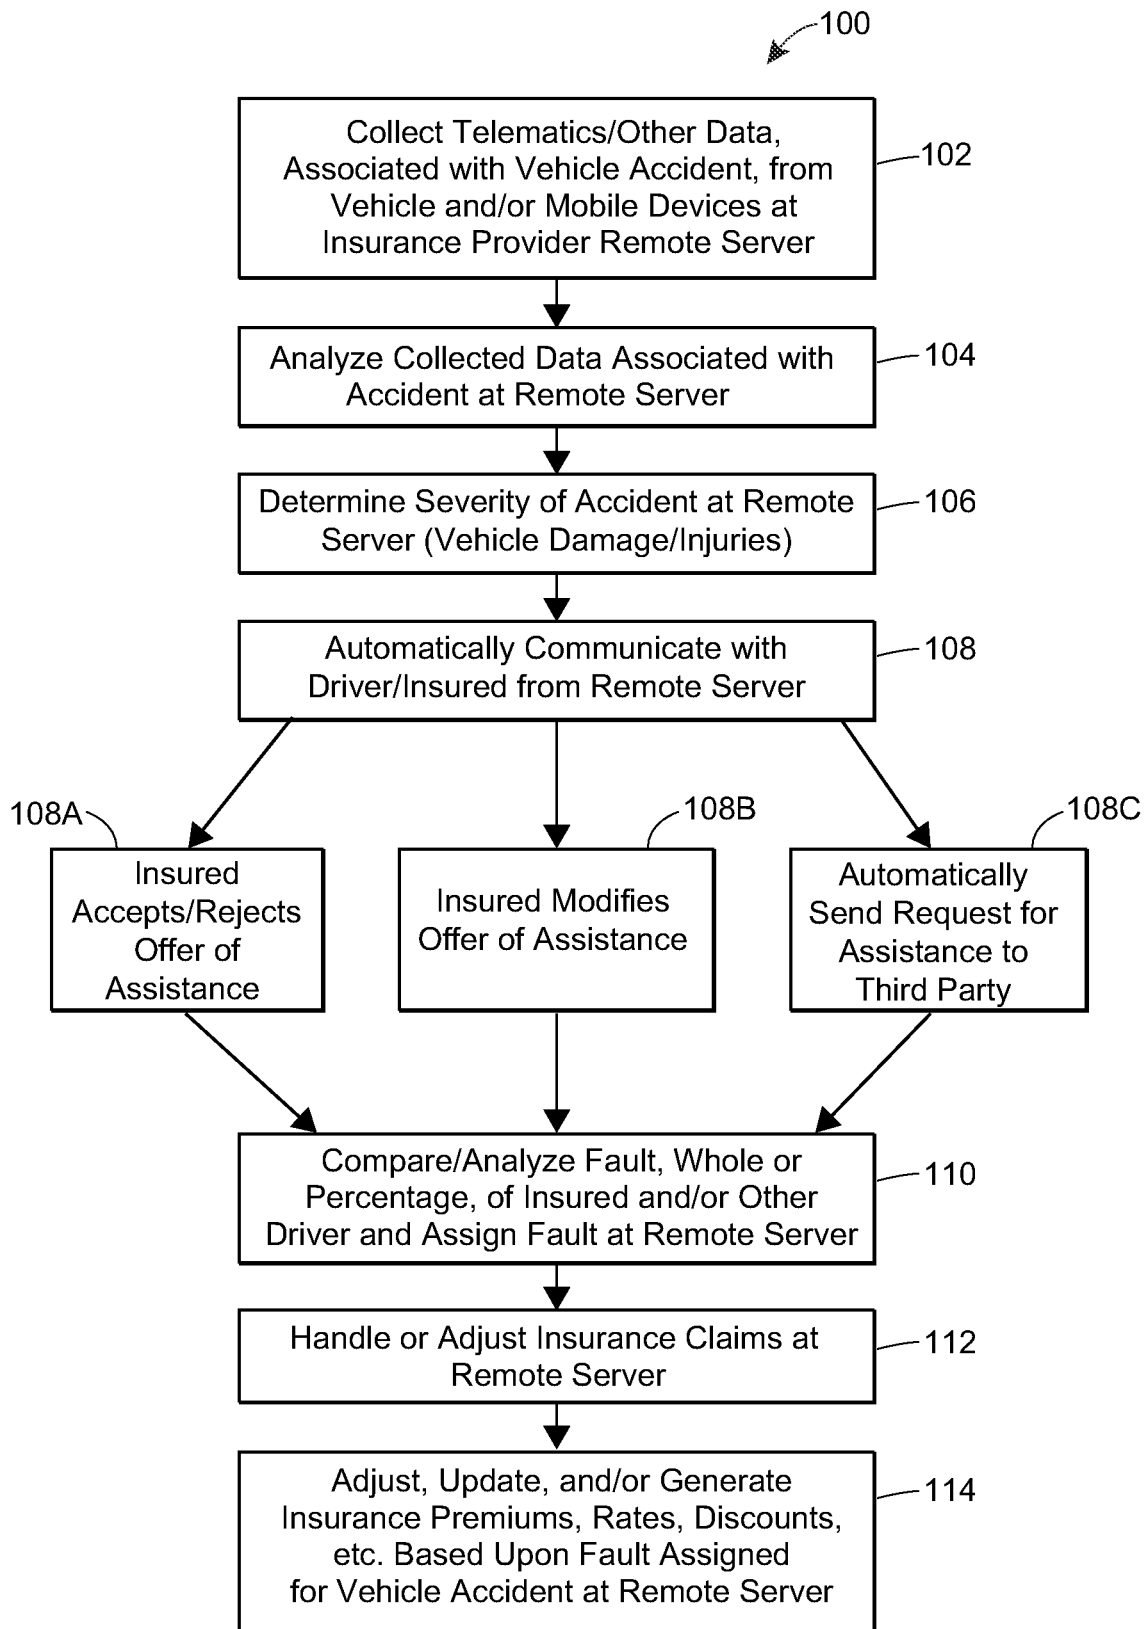 100
Collect Telematics/Other Data,
Associated with Vehicle Accident, from
Vehicle and/or Mobile Devices at
Insurance Provider Remote Server
102
Analyze Collected Data Associated with
Accident at Remote Server
104
Determine Severity of Accident at Remote
Server (Vehicle Damage/Injuries)
106
Automatically Communicate with
Driver/Insured from Remote Server
108
108A
Insured
Accepts/Rejects
Offer of
Assistance
108B
Insured Modifies
Offer of Assistance
108C
Automatically
Send Request for
Assistance to
Third Party
Compare/Analyze Fault, Whole or
Percentage, of Insured and/or Other
Driver and Assign Fault at Remote Server
110
Handle or Adjust Insurance Claims at
Remote Server
112
Adjust, Update, and/or Generate
Insurance Premiums, Rates, Discounts,
etc. Based Upon Fault Assigned
for Vehicle Accident at Remote Server
114